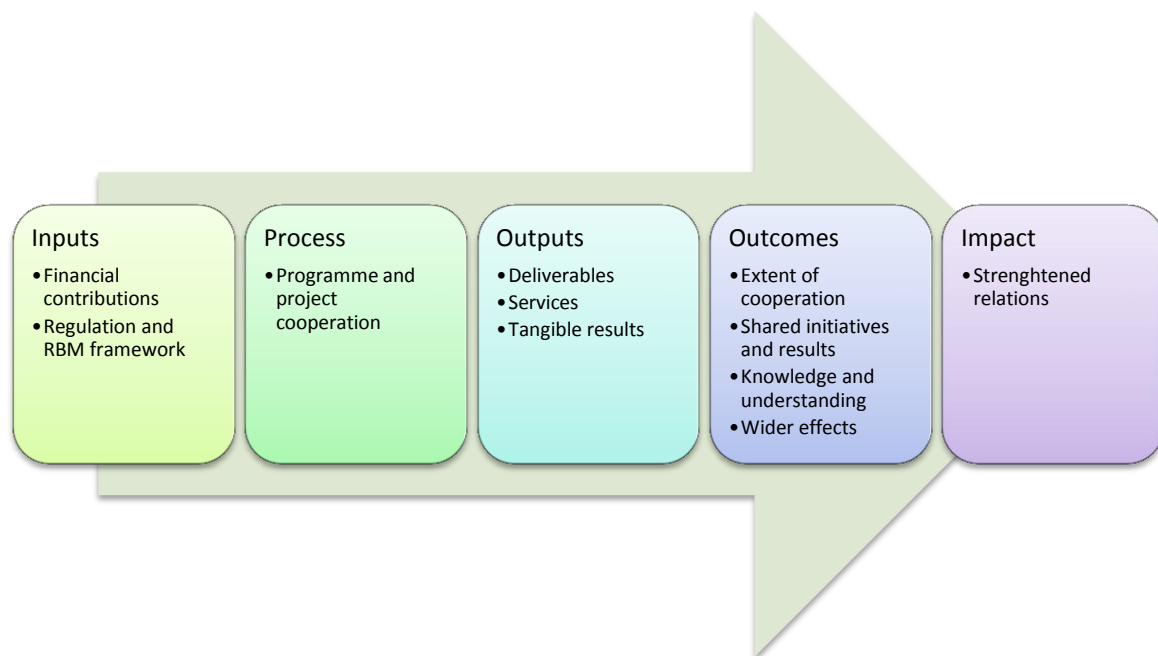 Inputs
•Financial
contributions
•Regulation and
RBM framework
Process
•Programme and
project
cooperation
Outputs
•Deliverables
•Services
•Tangible results
Outcomes
•Extent of
cooperation
•Shared initiatives
and results
•Knowledge and
understanding
•Wider effects
Impact
•Strenghtened
relations